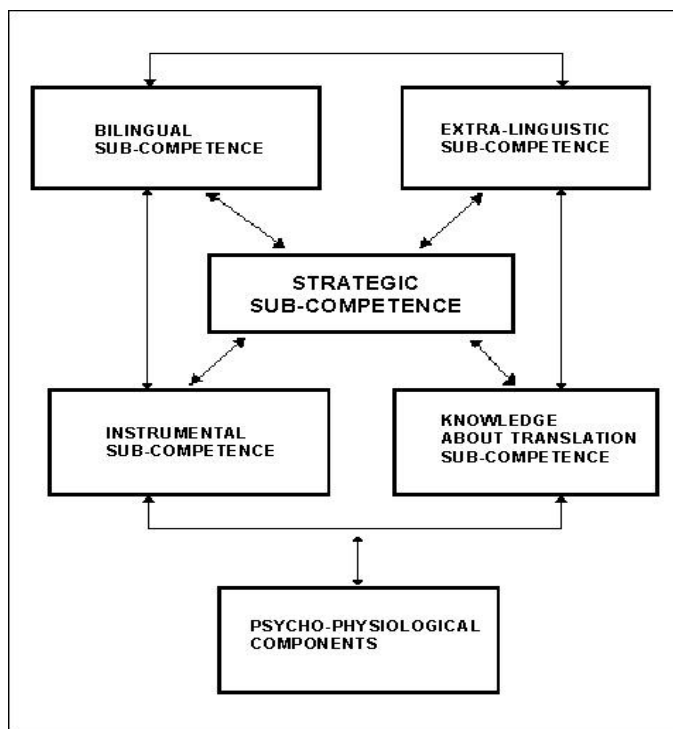 BILINGUAL
SUB-COMPETENCE
EXTRA-LINGUISTIC
SUB-COMPETENCE
STRATEGIC
SUB-COMPETENCE
INSTRUMENTAL
SUB-COMPETENCE
KNOWLEDGE
ABOUT TRANSLATION
SUB-COMPETENCE
PSYCHO-PHYSIOLOGICAL
COMPONENTS